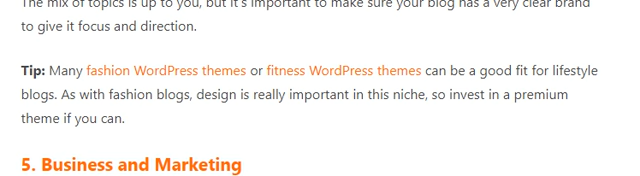 The mix of topics is up to you, but it's important to make sure your blog has a very clear brand
to give it focus and direction.
Tip: Many fashion WordPress themes or fitness WordPress themes can be a good fit for lifestyle
blogs. As with fashion blogs, design is really important in this niche, so invest in a premium
theme if you can.
5. Business and Marketing